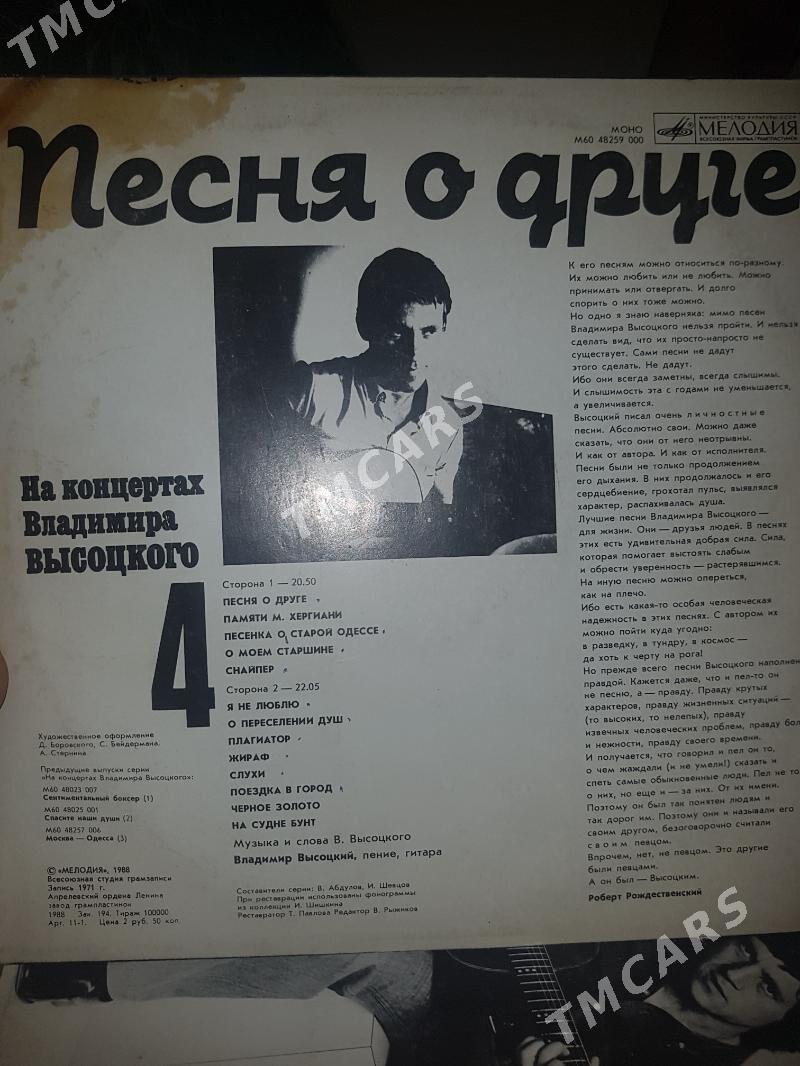 TMCARS
МОНО
М60 48259 000
МИНИСТЕРСТВО КУЛЬТУРЫ СССР
МЕЛОДИЯ
ВСЕСОЮЗНАЯ ФИРМА ГРАМПЛАСТИНОК
Песня о друге
К его песням можно относиться по-разному.
Их можно любить или не любить. Можно
принимать или отвергать. И долго
спорить о них тоже можно.
Но одно я знаю наверняка: мимо песен
Владимира Высоцкого нельзя пройти. И нельзя
сделать вид, что их просто-напросто не
существует. Сами песни не дадут
этого сделать. Не дадут.
Ибо они всегда заметны, всегда слышимы.
И слышимость эта с годами не уменьшается,
а увеличивается.
Высоцкий писал очень личностные
песни. Абсолютно свои. Можно даже
сказать, что они от него неотрывны.
И как от автора. И как от исполнителя.
Песни были не только продолжением
его дыхания. В них продолжалось и его
сердцебиение, грохотал пульс, выявлялся
характер, распахивалась душа.
Лучшие песни Владимира Высоцкого —
для жизни. Они — друзья людей. В песнях
этих есть удивительная добрая сила. Сила,
которая помогает выстоять слабым
и обрести уверенность — растерявшимся.
На иную песню можно опереться,
как на плечо.
Ибо есть какая-то особая человеческая
надежность в этих песнях. С автором их
можно пойти куда угодно:
в разведку, в тундру, в космос —
да хоть к черту на рога!
Но прежде всего песни Высоцкого наполнен
правдой. Кажется даже, что и пел-то он
не песню, а — правду. Правду крутых
характеров, правду жизненных ситуаций —
(то высоких, то нелепых), правду
извечных человеческих проблем, правду бол
и нежности, правду своего времени.
И получается, что говорил и пел он то,
о чем жаждали (и не умели!) сказать и
спеть самые обыкновенные люди. Пел не то
о них, но еще и — за них. От их имени.
Поэтому он был так понятен людям и
так дорог им. Поэтому они и называли его
своим другом, безоговорочно считали
своим певцом.
Впрочем, нет, не певцом. Это другие
были певцами.
А он был — Высоцким.
Роберт Рождественский
TMCARS
На концертах
Владимира
Высоцкого
4
Сторона 1 — 20.50
ПЕСНЯ О ДРУГЕ
ПАМЯТИ М. ХЕРГИАНИ
ПЕСЕНКА О СТАРОЙ ОДЕССЕ
О МОЕМ СТАРШИНЕ
СНАЙПЕР
Сторона 2 — 22.05
Я НЕ ЛЮБЛЮ
О ПЕРЕСЕЛЕНИИ ДУШ
ПЛАГИАТОР
ЖИРАФ
СЛУХИ
ПОЕЗДКА В ГОРОД
ЧЕРНОЕ ЗОЛОТО
НА СУДНЕ БУНТ
Музыка и слова В. Высоцкого
Владимир Высоцкий, пение, гитара
Составители серии: В. Абдулов, И. Шевцов
При реставрации использованы фонограммы
из коллекции И. Шишкина
Реставратор Т. Павлова Редактор В. Рыжиков
Художественное оформление
Д. Боровского, С. Бейдермана,
А. Стернина
Предыдущие выпуски серии
«На концертах Владимира Высоцкого»:
М60 48023 007
Сентиментальный боксер (1)
М60 48025 001
Спасите наши души (2)
М60 48257 006
Москва — Одесса (3)
© «МЕЛОДИЯ», 1988
Всесоюзная студия грамзаписи
Запись 1971 г.
Апрелевский ордена Ленина
завод грампластинок
1988 Зак. 194. Тираж 100000
Арт. 11-1. Цена 2 руб. 50 коп.
TMCARS